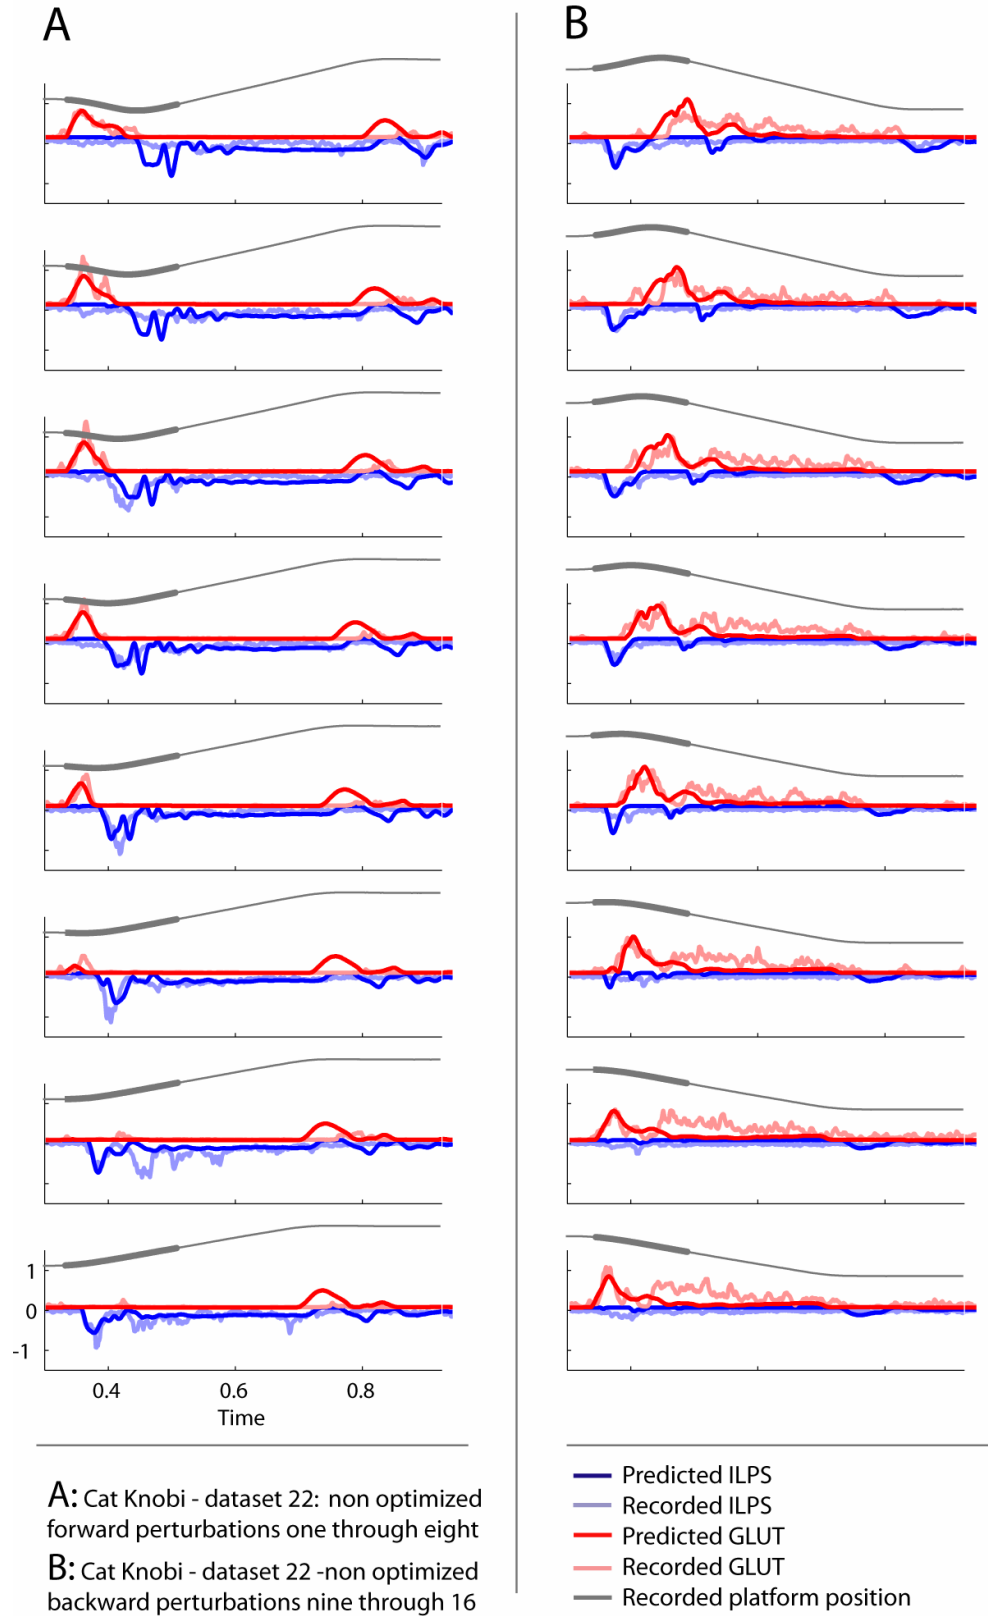 A
B
1
0
-1
0.4 0.6 0.8
Time
A: Cat Knobi - dataset 22: non optimized
forward perturbations one through eight
B: Cat Knobi - dataset 22 -non optimized
backward perturbations nine through 16
Predicted ILPS
Recorded ILPS
Predicted GLUT
Recorded GLUT
Recorded platform position